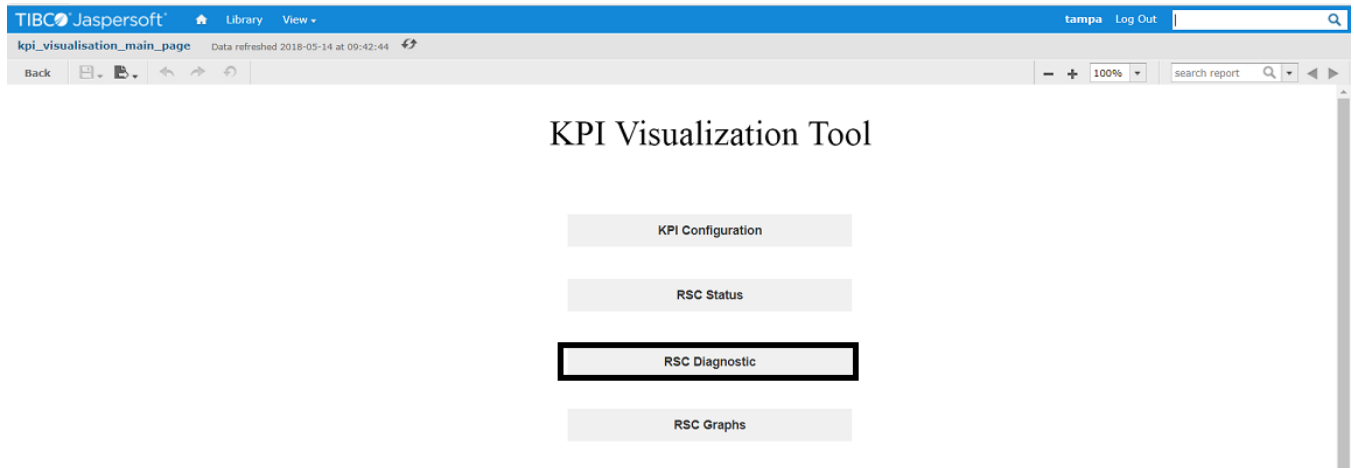 TIBCO Jaspersoft Library View tampa Log Out
kpi_visualisation_main_page Data refreshed 2018-05-14 at 09:42:44
Back 100% search report
KPI Visualization Tool
KPI Configuration
RSC Status
RSC Diagnostic
RSC Graphs